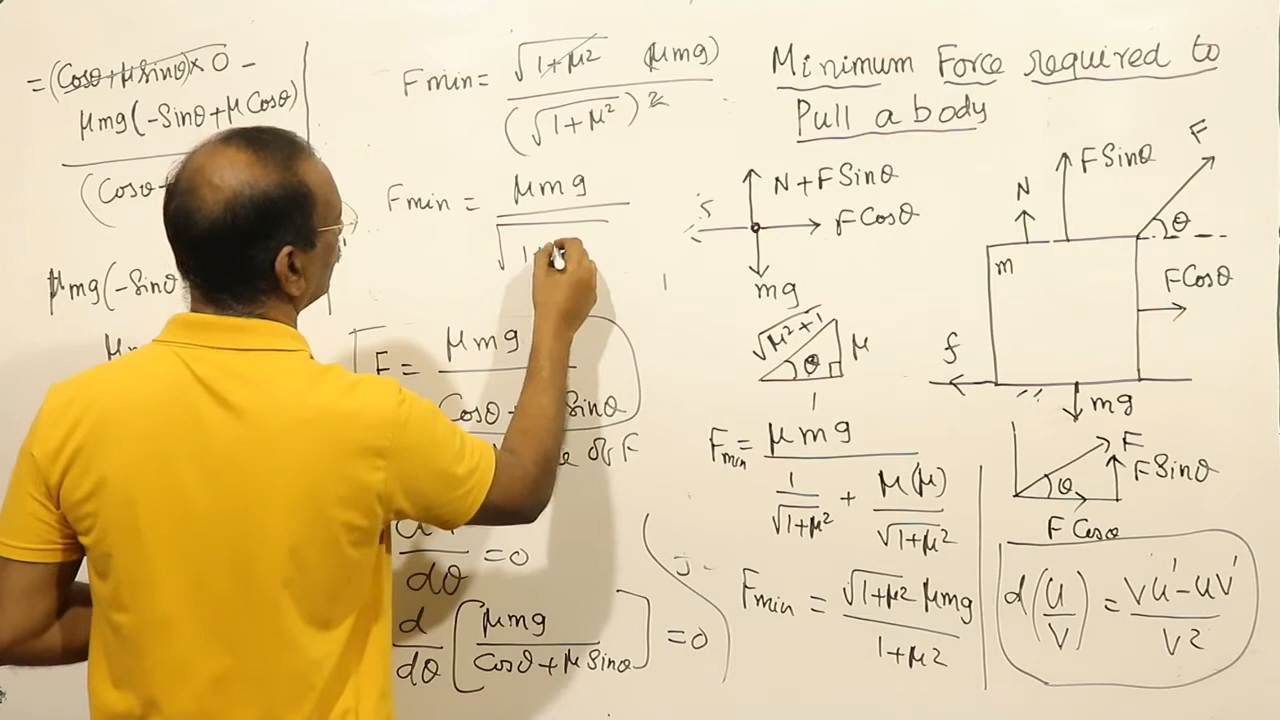 = (Cosθ+μSinθ)×0 -
μmg(-Sinθ+μCosθ)
(Cosθ+
μmg(-Sinθ
Fmin = √1+μ² (μmg)
(√1+μ²)2
Fmin = μmg
√1+
F = μmg
Cosθ+ Sinθ
of F
dθ = 0
d/dθ [μmg / Cosθ+μSinθ] = 0
Minimum Force required to
Pull a body
N+FSinθ
FCosθ
mg
√μ²+1
θ
μ
1
Fmin = μmg
1/√1+μ² + μ(μ)/√1+μ²
Fmin = √1+μ² μmg
1+μ2
F
FSinθ
N
θ
m
FCosθ
f
mg
F
FSinθ
θ
FCosθ
d(u/v) = vu'-uv'
v2